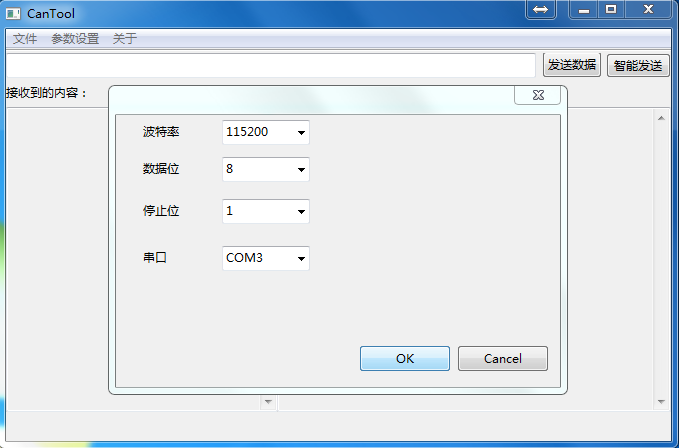 CanTool
文件 参数设置 关于
发送数据 智能发送
接收到的内容：
波特率 115200
数据位 8
停止位 1
串口 COM3
OK Cancel